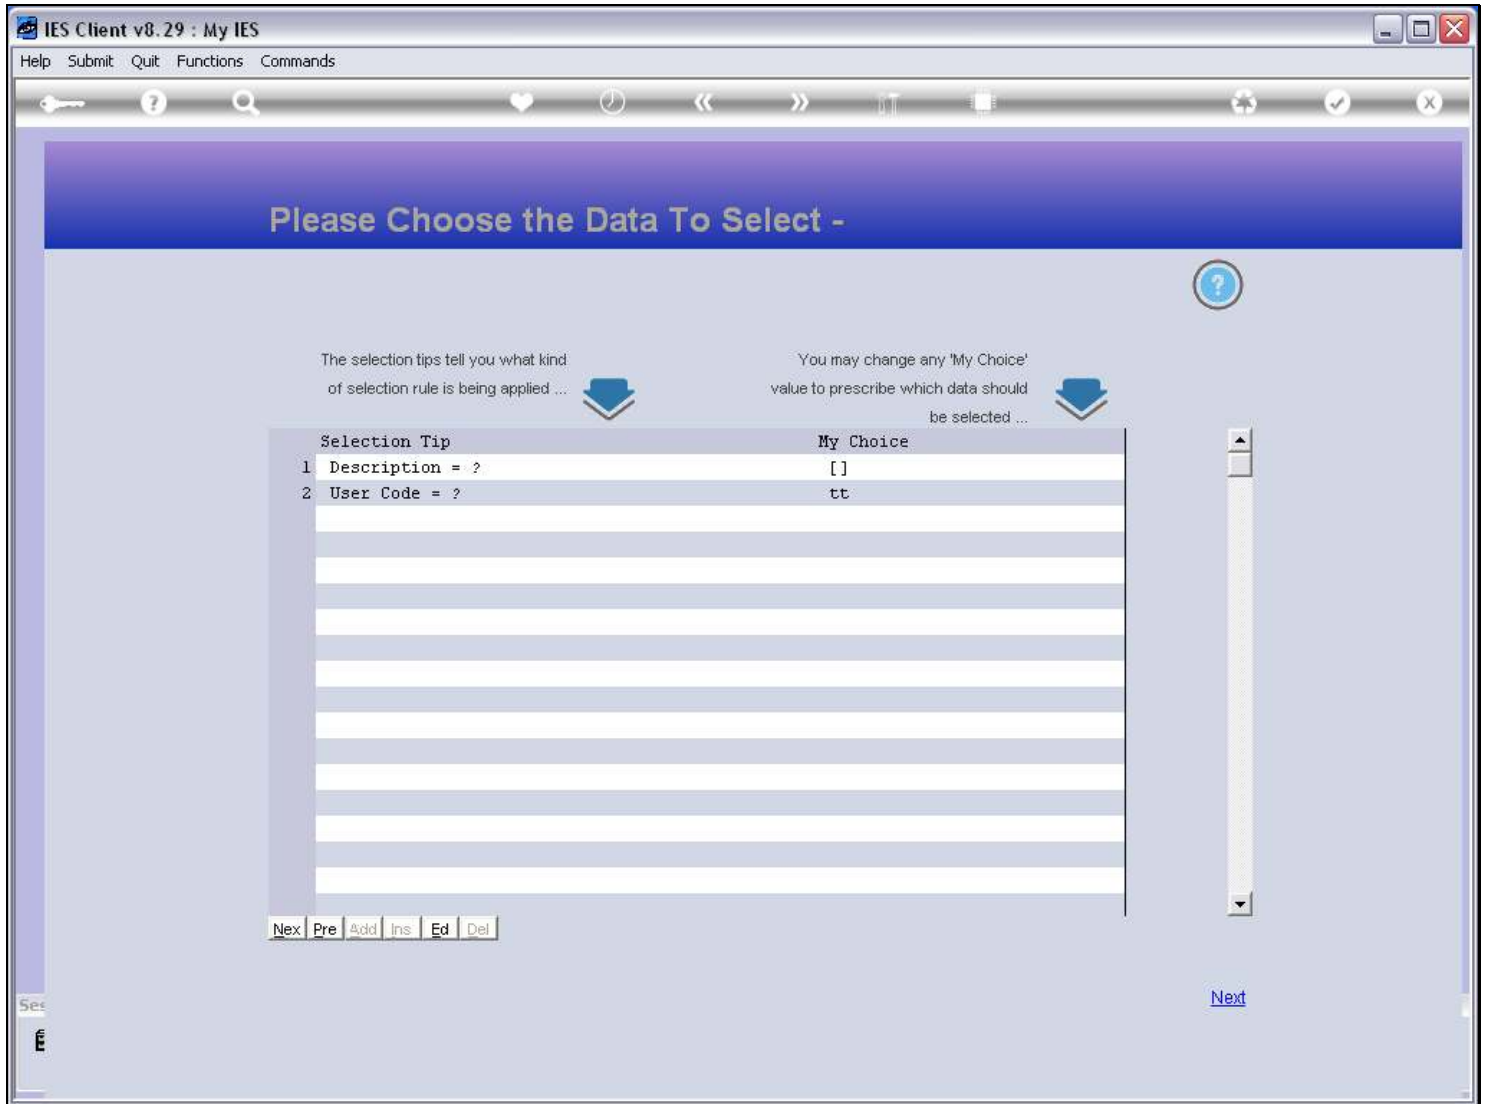 IES Client v8.29 : My IES
Help Submit Quit Functions Commands
Please Choose the Data To Select -
The selection tips tell you what kind
of selection rule is being applied ...
You may change any 'My Choice'
value to prescribe which data should
be selected ...
Selection Tip My Choice
1 Description = ? []
2 User Code = ? tt
Nex Pre Add Ins Ed Del
Next
Ses